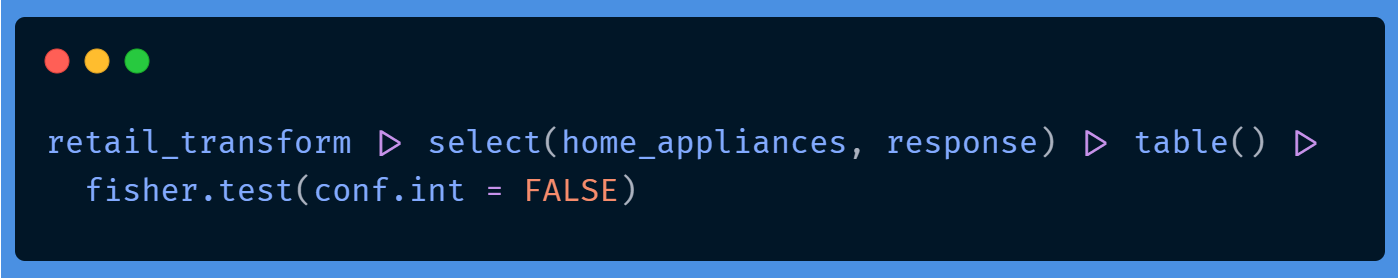 retail_transform |> select(home_appliances, response) |> table() |>
fisher.test(conf.int = FALSE)